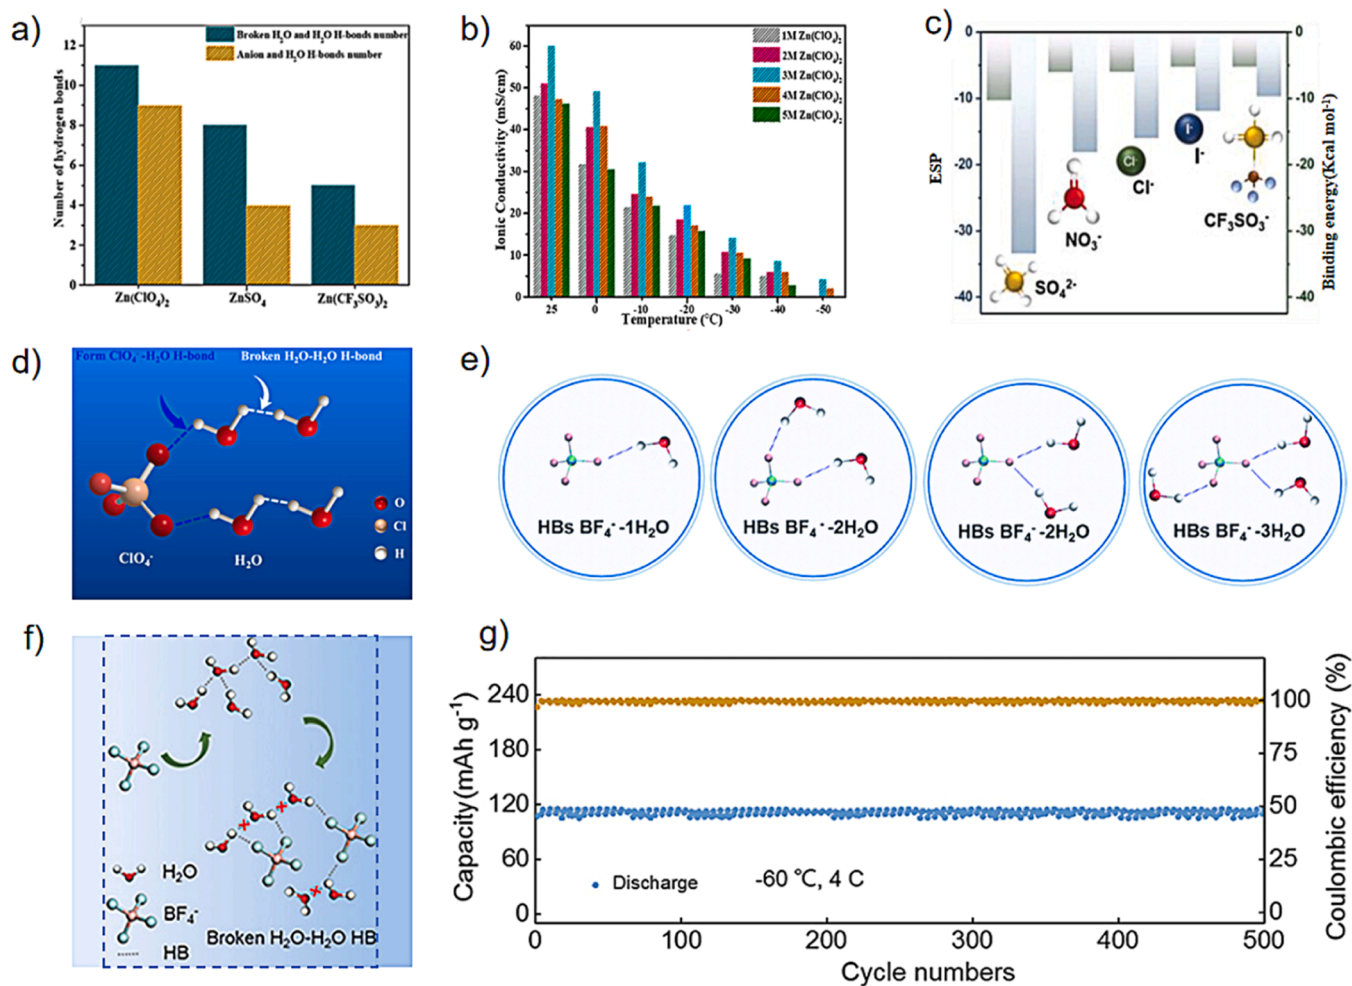 a)
Broken H₂O and H₂O H-bonds number
Anion and H₂O H-bonds number
Number of hydrogen bonds
12
10
8
6
4
2
0
Zn(ClO₄)₂
ZnSO₄
Zn(CF₃SO₃)₂
b)
1M Zn(ClO₄)₂
2M Zn(ClO₄)₂
3M Zn(ClO₄)₂
4M Zn(ClO₄)₂
5M Zn(ClO₄)₂
Ionic Conductivity (mS/cm)
60
50
40
30
20
10
0
25
0
-10
-20
-30
-40
-50
Temperature (°C)
c)
ESP
0
-10
-20
-30
-40
SO₄²⁻
NO₃⁻
Cl⁻
Cl⁻
I⁻
I⁻
CF₃SO₃⁻
0
-10
-20
-30
-40
Binding energy(Kcal mol⁻¹)
d)
Form ClO₄⁻-H₂O H-bond
Broken H₂O-H₂O H-bond
O
Cl
H
ClO₄⁻
H₂O
e)
HBs BF₄⁻-1H₂O
HBs BF₄⁻-2H₂O
HBs BF₄⁻-2H₂O
HBs BF₄⁻-3H₂O
f)
H₂O
BF₄⁻
HB
Broken H₂O-H₂O HB
g)
Capacity(mAh g⁻¹)
240
180
120
60
0
Discharge
-60 °C, 4 C
0
100
200
300
400
500
Cycle numbers
100
75
50
25
0
Coulombic efficiency (%)